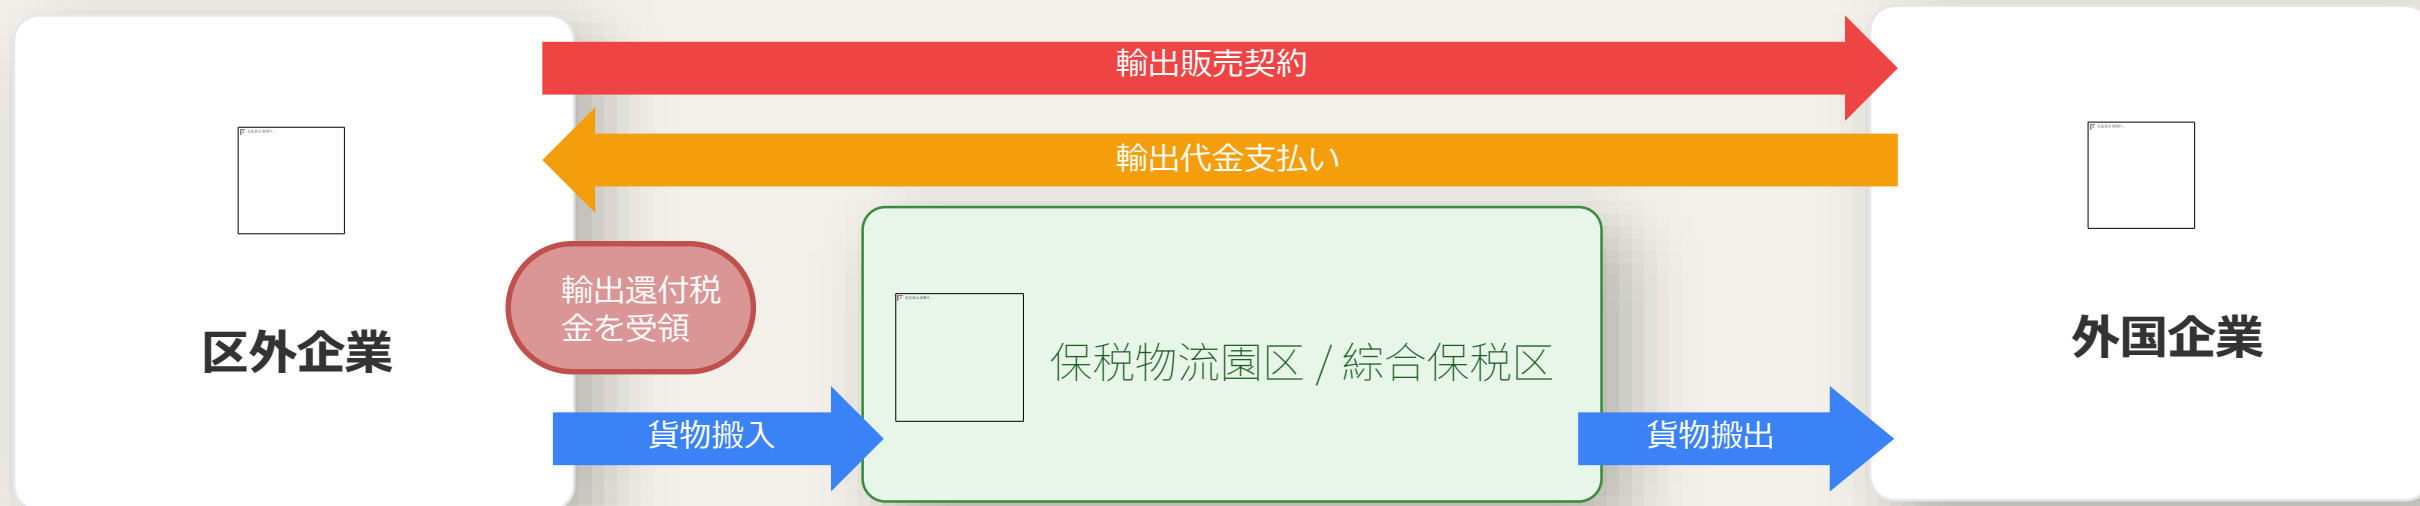 輸出販売契約
輸出代金支払い
輸出還付税
金を受領
区外企業
保税物流園区 / 綜合保税区
外国企業
貨物搬入
貨物搬出